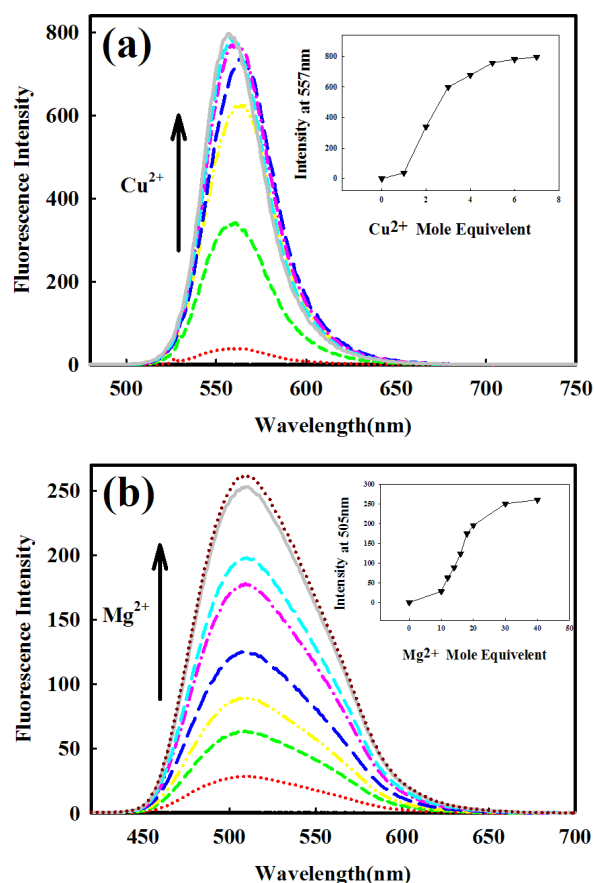 (a)
800
600
400
200
0
Fluorescence Intensity
Cu2+
500 550 600 650 700 750
Wavelength(nm)
1000
800
600
400
200
0
Intensity at 557nm
0 2 4 6 8
Cu2+ Mole Equivelent
(b)
250
200
150
100
50
0
Fluorescence Intensity
Mg2+
450 500 550 600 650 700
Wavelength(nm)
300
250
196
150
100
50
0
Intensity at 505nm
0 10 20 30 40 60
Mg2+ Mole Equivelent